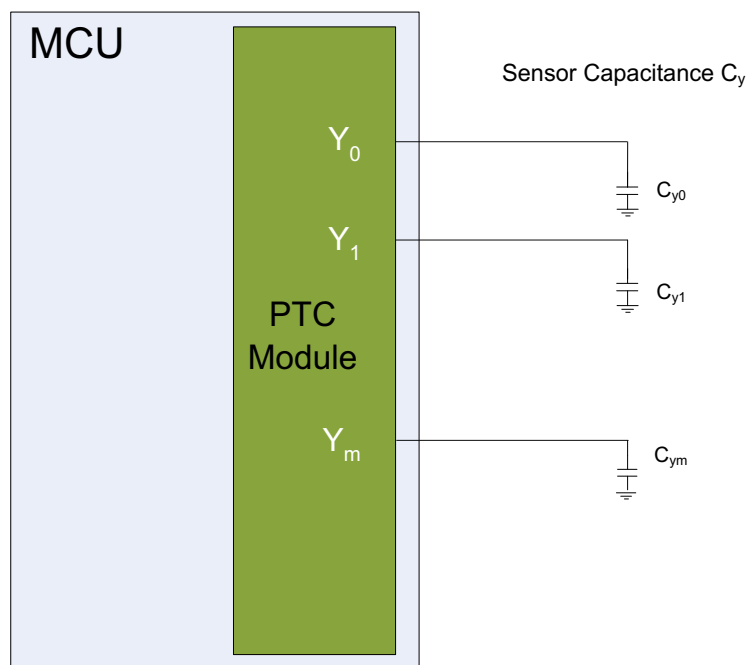 MCU
Sensor Capacitance Cy
Y0
Cy0
Y1
Cy1
PTC
Module
Ym
Cym